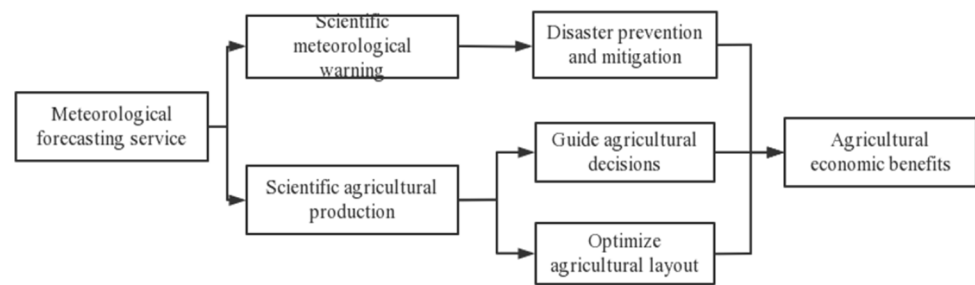 Scientific
meteorological
warning
Disaster prevention
and mitigation
Meteorological
forecasting service
Guide agricultural
decisions
Agricultural
economic benefits
Scientific agricultural
production
Optimize
agricultural layout